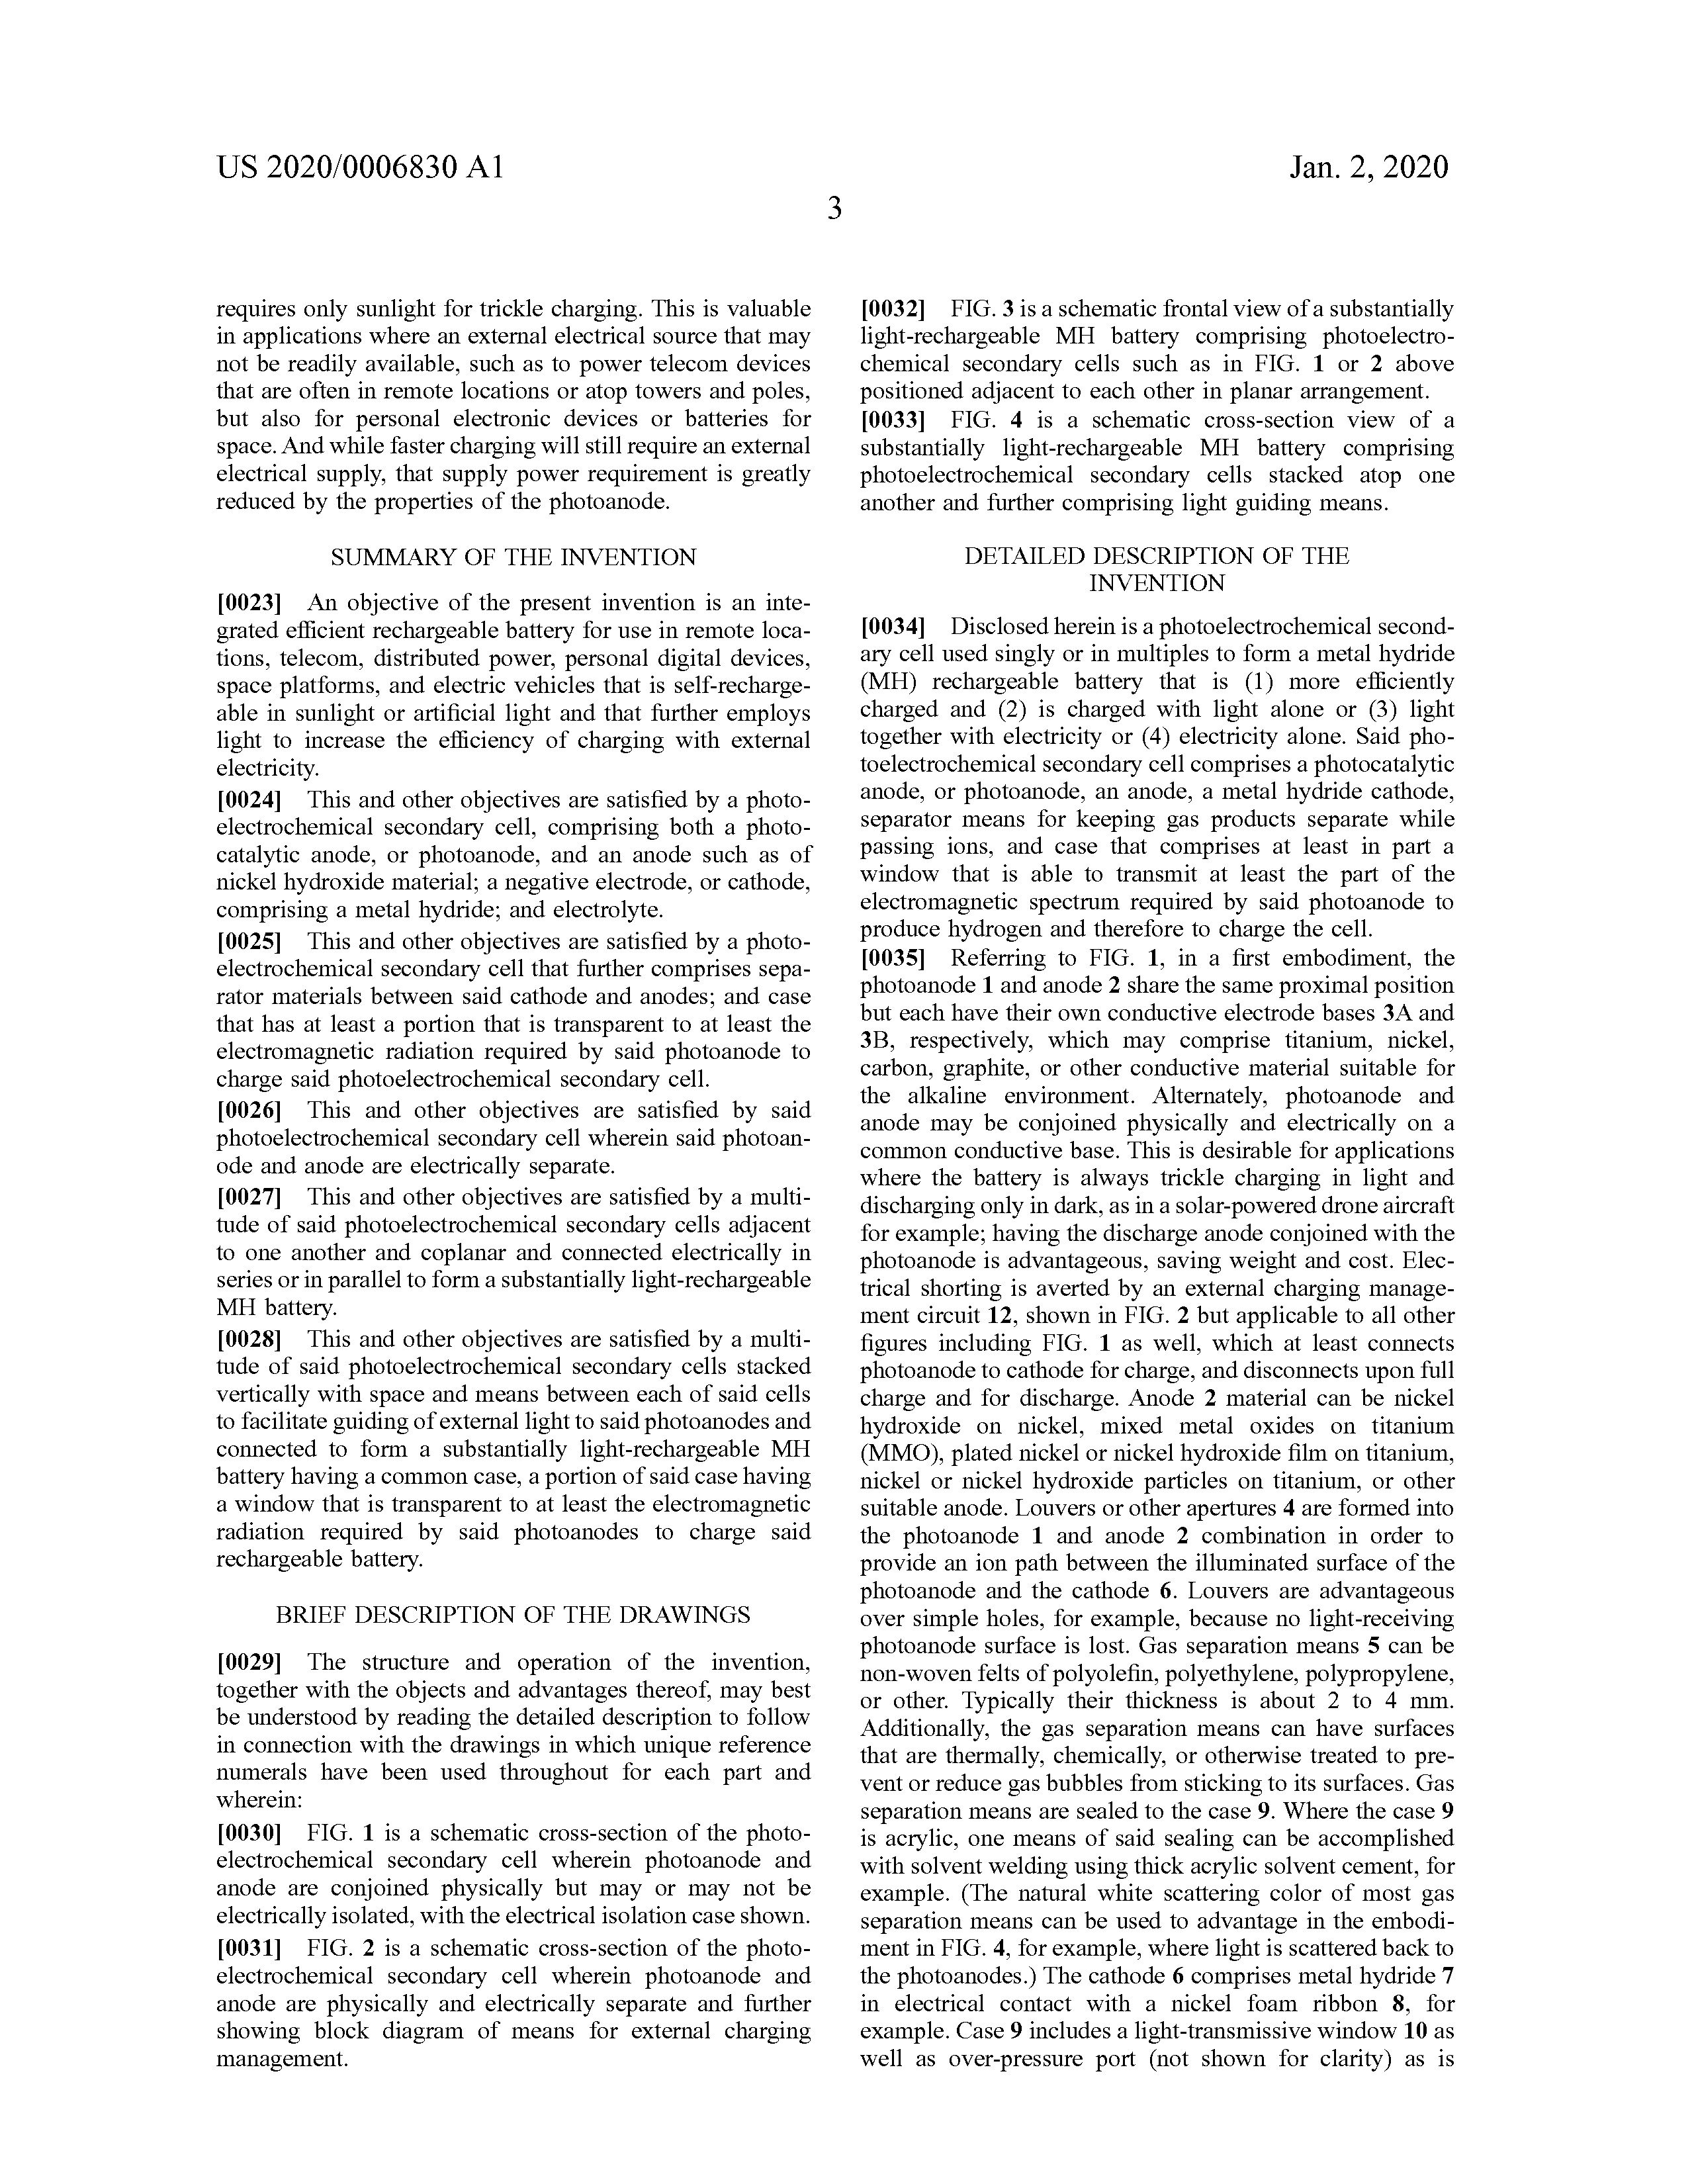 US 2020/0006830 A1
Jan. 2, 2020
3
requires only sunlight for trickle charging. This is valuable
in applications where an external electrical source that may
not be readily available, such as to power telecom devices
that are often in remote locations or atop towers and poles,
but also for personal electronic devices or batteries for
space. And while faster charging will still require an external
electrical supply, that supply power requirement is greatly
reduced by the properties of the photoanode.
SUMMARY OF THE INVENTION
[0023] An objective of the present invention is an inte-
grated efficient rechargeable battery for use in remote loca-
tions, telecom, distributed power, personal digital devices,
space platforms, and electric vehicles that is self-recharge-
able in sunlight or artificial light and that further employs
light to increase the efficiency of charging with external
electricity.
[0024] This and other objectives are satisfied by a photo-
electrochemical secondary cell, comprising both a photo-
catalytic anode, or photoanode, and an anode such as of
nickel hydroxide material; a negative electrode, or cathode,
comprising a metal hydride; and electrolyte.
[0025] This and other objectives are satisfied by a photo-
electrochemical secondary cell that further comprises sepa-
rator materials between said cathode and anodes; and case
that has at least a portion that is transparent to at least the
electromagnetic radiation required by said photoanode to
charge said photoelectrochemical secondary cell.
[0026] This and other objectives are satisfied by said
photoelectrochemical secondary cell wherein said photoan-
ode and anode are electrically separate.
[0027] This and other objectives are satisfied by a multi-
tude of said photoelectrochemical secondary cells adjacent
to one another and coplanar and connected electrically in
series or in parallel to form a substantially light-rechargeable
MH battery.
[0028] This and other objectives are satisfied by a multi-
tude of said photoelectrochemical secondary cells stacked
vertically with space and means between each of said cells
to facilitate guiding of external light to said photoanodes and
connected to form a substantially light-rechargeable MH
battery having a common case, a portion of said case having
a window that is transparent to at least the electromagnetic
radiation required by said photoanodes to charge said
rechargeable battery.
BRIEF DESCRIPTION OF THE DRAWINGS
[0029] The structure and operation of the invention,
together with the objects and advantages thereof, may best
be understood by reading the detailed description to follow
in connection with the drawings in which unique reference
numerals have been used throughout for each part and
wherein:
[0030] FIG. 1 is a schematic cross-section of the photo-
electrochemical secondary cell wherein photoanode and
anode are conjoined physically but may or may not be
electrically isolated, with the electrical isolation case shown.
[0031] FIG. 2 is a schematic cross-section of the photo-
electrochemical secondary cell wherein photoanode and
anode are physically and electrically separate and further
showing block diagram of means for external charging
management.
[0032] FIG. 3 is a schematic frontal view of a substantially
light-rechargeable MH battery comprising photoelectro-
chemical secondary cells such as in FIG. 1 or 2 above
positioned adjacent to each other in planar arrangement.
[0033] FIG. 4 is a schematic cross-section view of a
substantially light-rechargeable MH battery comprising
photoelectrochemical secondary cells stacked atop one
another and further comprising light guiding means.
DETAILED DESCRIPTION OF THE
INVENTION
[0034] Disclosed herein is a photoelectrochemical second-
ary cell used singly or in multiples to form a metal hydride
(MH) rechargeable battery that is (1) more efficiently
charged and (2) is charged with light alone or (3) light
together with electricity or (4) electricity alone. Said pho-
toelectrochemical secondary cell comprises a photocatalytic
anode, or photoanode, an anode, a metal hydride cathode,
separator means for keeping gas products separate while
passing ions, and case that comprises at least in part a
window that is able to transmit at least the part of the
electromagnetic spectrum required by said photoanode to
produce hydrogen and therefore to charge the cell.
[0035] Referring to FIG. 1, in a first embodiment, the
photoanode 1 and anode 2 share the same proximal position
but each have their own conductive electrode bases 3A and
3B, respectively, which may comprise titanium, nickel,
carbon, graphite, or other conductive material suitable for
the alkaline environment. Alternately, photoanode and
anode may be conjoined physically and electrically on a
common conductive base. This is desirable for applications
where the battery is always trickle charging in light and
discharging only in dark, as in a solar-powered drone aircraft
for example; having the discharge anode conjoined with the
photoanode is advantageous, saving weight and cost. Elec-
trical shorting is averted by an external charging manage-
ment circuit 12, shown in FIG. 2 but applicable to all other
figures including FIG. 1 as well, which at least connects
photoanode to cathode for charge, and disconnects upon full
charge and for discharge. Anode 2 material can be nickel
hydroxide on nickel, mixed metal oxides on titanium
(MMO), plated nickel or nickel hydroxide film on titanium,
nickel or nickel hydroxide particles on titanium, or other
suitable anode. Louvers or other apertures 4 are formed into
the photoanode 1 and anode 2 combination in order to
provide an ion path between the illuminated surface of the
photoanode and the cathode 6. Louvers are advantageous
over simple holes, for example, because no light-receiving
photoanode surface is lost. Gas separation means 5 can be
non-woven felts of polyolefin, polyethylene, polypropylene,
or other. Typically their thickness is about 2 to 4 mm.
Additionally, the gas separation means can have surfaces
that are thermally, chemically, or otherwise treated to pre-
vent or reduce gas bubbles from sticking to its surfaces. Gas
separation means are sealed to the case 9. Where the case 9
is acrylic, one means of said sealing can be accomplished
with solvent welding using thick acrylic solvent cement, for
example. (The natural white scattering color of most gas
separation means can be used to advantage in the embodi-
ment in FIG. 4, for example, where light is scattered back to
the photoanodes.) The cathode 6 comprises metal hydride 7
in electrical contact with a nickel foam ribbon 8, for
example. Case 9 includes a light-transmissive window 10 as
well as over-pressure port (not shown for clarity) as is